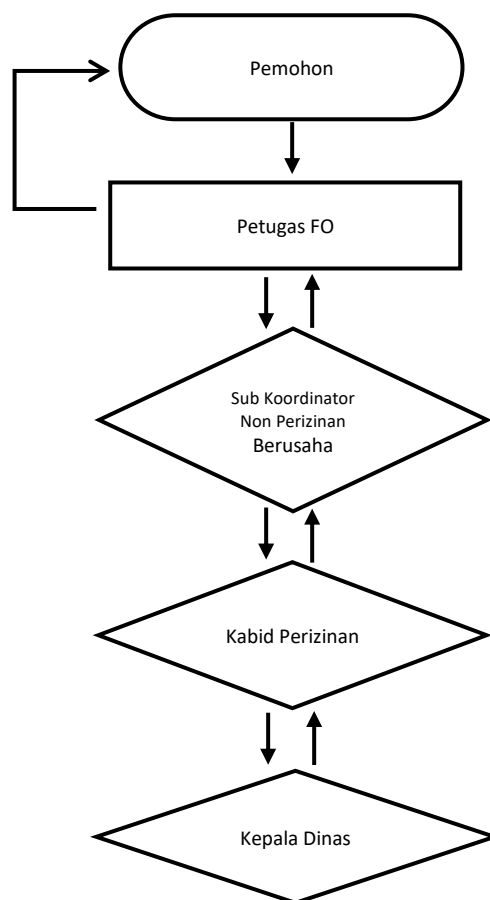 Pemohon
Petugas FO
Sub Koordinator
Non Perizinan
Berusaha
Kabid Perizinan
Kepala Dinas